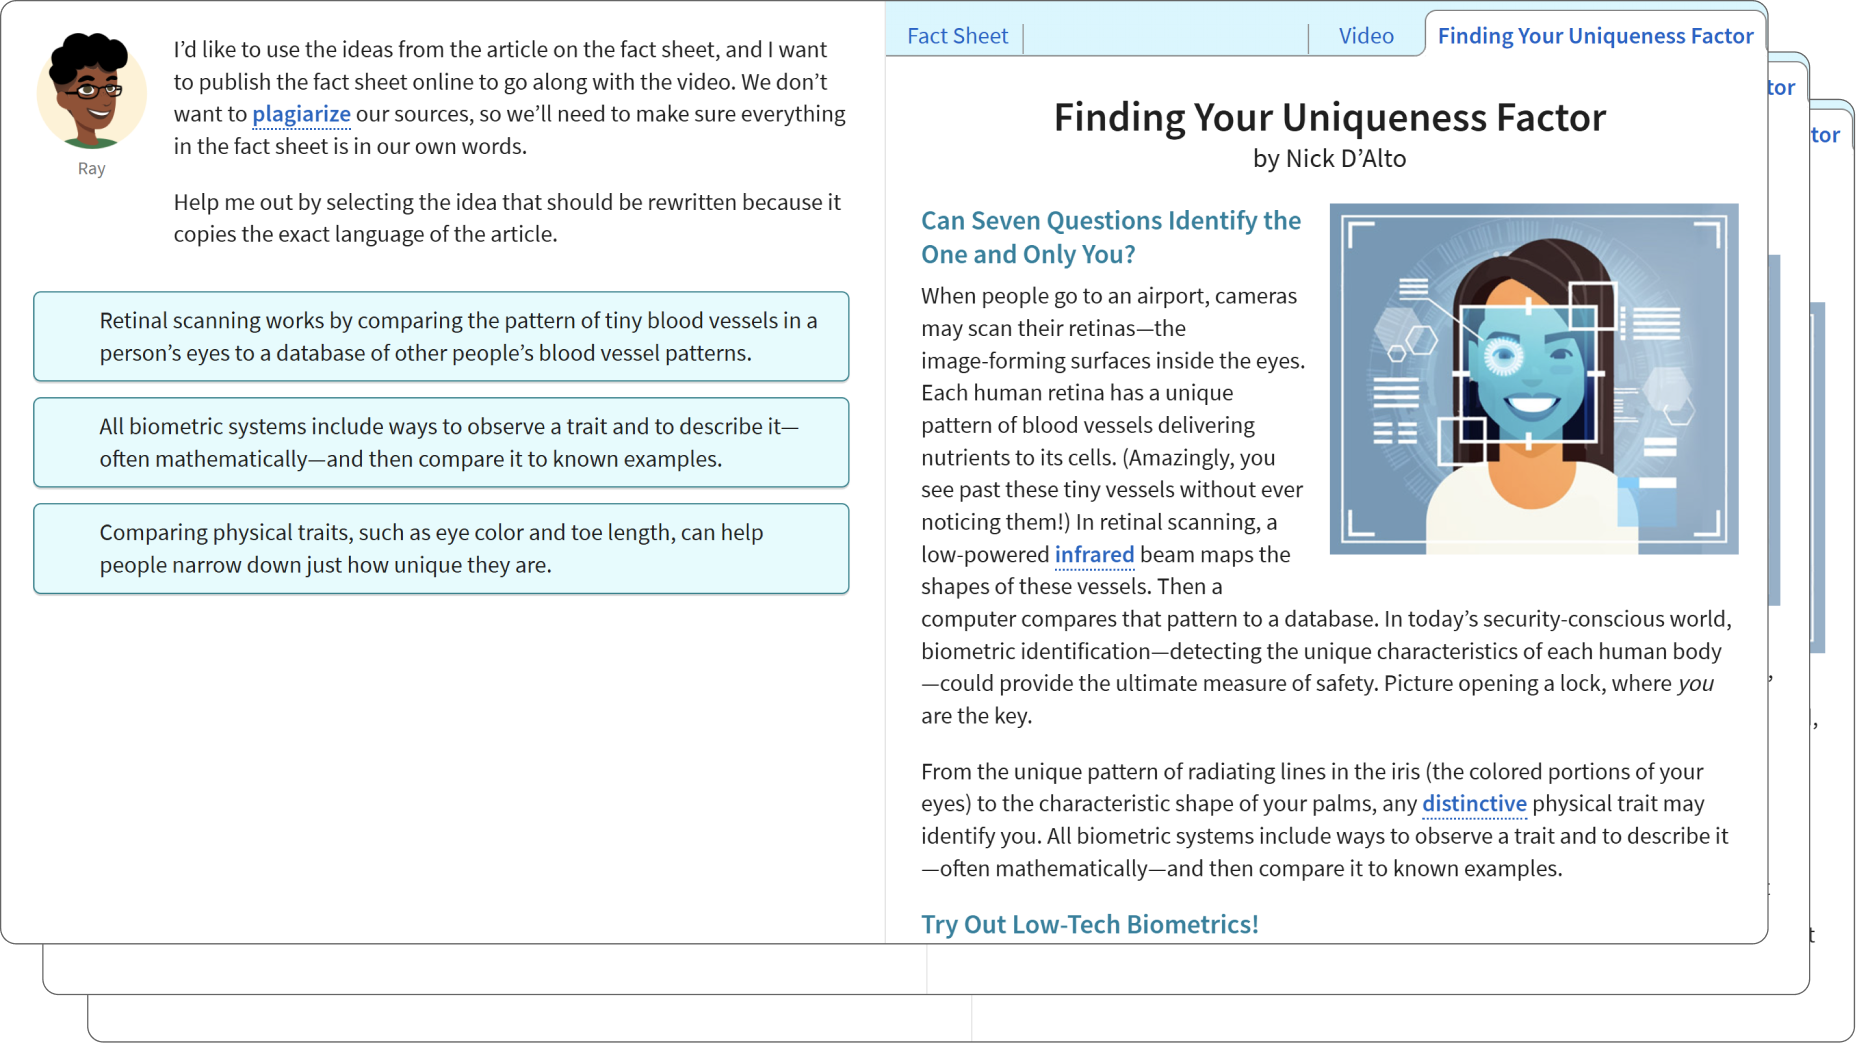 I’d like to use the ideas from the article on the fact sheet, and I want
to publish the fact sheet online to go along with the video. We don’t
want to plagiarize our sources, so we’ll need to make sure everything
in the fact sheet is in our own words.
Ray
Help me out by selecting the idea that should be rewritten because it
copies the exact language of the article.
Retinal scanning works by comparing the pattern of tiny blood vessels in a
person’s eyes to a database of other people’s blood vessel patterns.
All biometric systems include ways to observe a trait and to describe it—
often mathematically—and then compare it to known examples.
Comparing physical traits, such as eye color and toe length, can help
people narrow down just how unique they are.
Fact Sheet
Video
Finding Your Uniqueness Factor
Finding Your Uniqueness Factor
by Nick D’Alto
Can Seven Questions Identify the
One and Only You?
When people go to an airport, cameras
may scan their retinas—the
image-forming surfaces inside the eyes.
Each human retina has a unique
pattern of blood vessels delivering
nutrients to its cells. (Amazingly, you
see past these tiny vessels without ever
noticing them!) In retinal scanning, a
low-powered infrared beam maps the
shapes of these vessels. Then a
computer compares that pattern to a database. In today’s security-conscious world,
biometric identification—detecting the unique characteristics of each human body
—could provide the ultimate measure of safety. Picture opening a lock, where you
are the key.
From the unique pattern of radiating lines in the iris (the colored portions of your
eyes) to the characteristic shape of your palms, any distinctive physical trait may
identify you. All biometric systems include ways to observe a trait and to describe it
—often mathematically—and then compare it to known examples.
Try Out Low-Tech Biometrics!
tor
tor